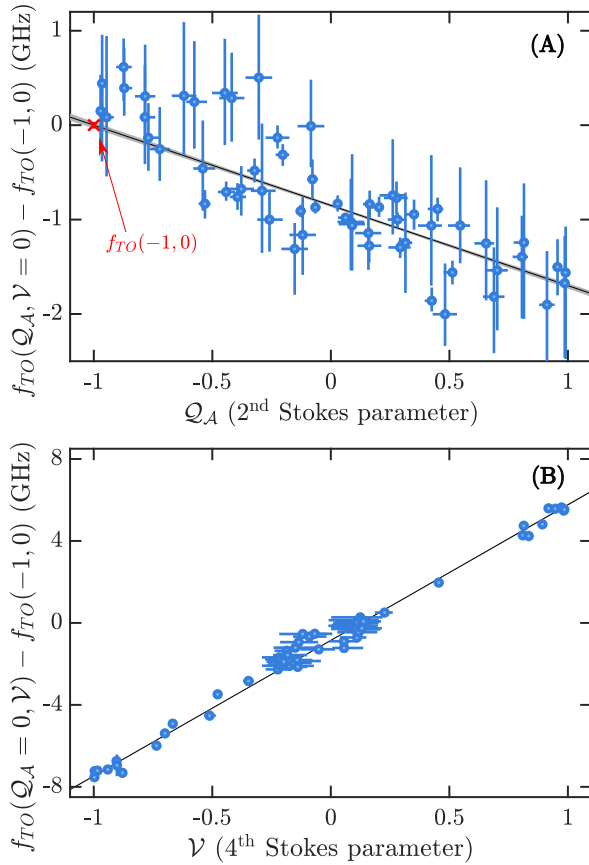 f_TO(𝒬_𝒜, 𝒱 = 0) − f_TO(−1, 0) (GHz)
(A)
1
0
-1
-2
f_TO(−1, 0)
-1 -0.5 0 0.5 1
𝒬_𝒜 (2nd Stokes parameter)
f_TO(𝒬_𝒜 = 0, 𝒱) − f_TO(−1, 0) (GHz)
(B)
8
4
0
-4
-8
-1 -0.5 0 0.5 1
𝒱 (4th Stokes parameter)